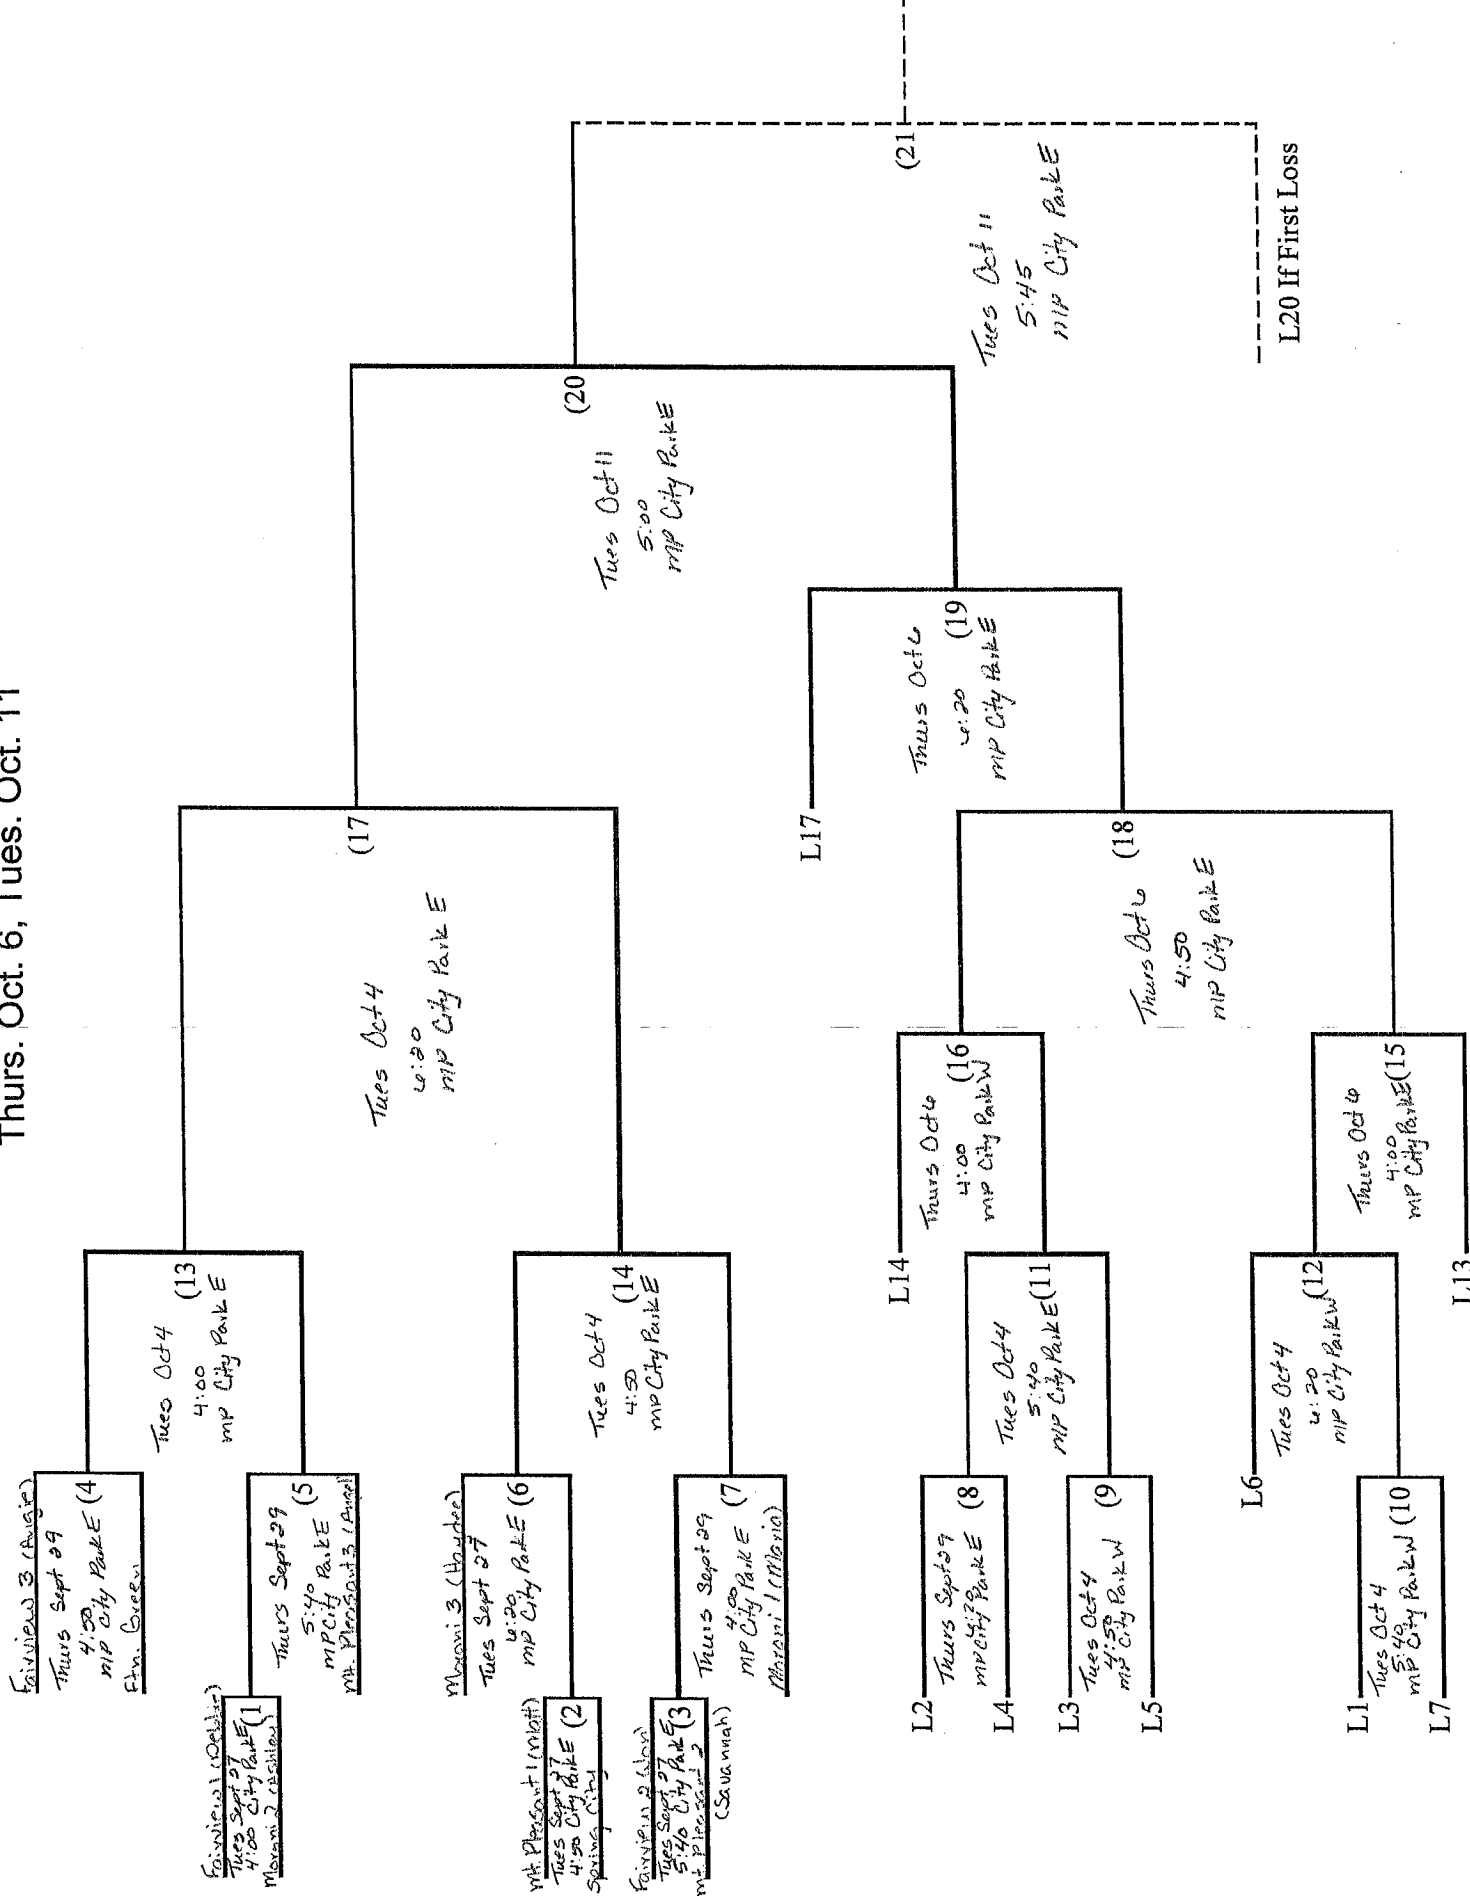 Thurs. Oct. 6, Tues. Oct. 11
Fairview 3 (Angie)
Thurs Sept 29
4:50
MP City Park E (4
Ftn. Green
Fairview 1
Tues Sept 27
4:00 City Park E (1
Moroni 2 (Ashley)
Thurs Sept 29
5:40
MP City Park E (5
Mt. Pleasant 3 (Angel)
Tues Oct 4
4:00
MP City Park E
(13
Moroni 3
Tues Sept 27
6:20
MP City Park E (6
Mt. Pleasant 1 (Matt)
Tues Sept 27
4:50 City Park E (2
Spring City
Fairview 2
Tues Sept 27
5:40 City Park E (3
Mt Pleasant 2
(Savannah)
Thurs Sept 29
4:00
MP City Park E (7
Moroni 1 (Maria)
Tues Oct 4
4:50
MP City Park E
(14
Tues Oct 4
6:20
MP City Park E
(17
L2
Thurs Sept 29
6:20
MP City Park E (8
L4
L3
Tues Oct 4
4:50
MP City Park W (9
L5
Tues Oct 4
5:40
MP City Park E (11
L14
Thurs Oct 6
4:00
MP City Park W
(16
L6
L1
Tues Oct 4
5:40
MP City Park W (10
L7
Tues Oct 4
6:20
MP City Park W (12
Thurs Oct 6
4:00
MP City Park E (15
L13
Thurs Oct 6
4:50
MP City Park E
(18
L17
Thurs Oct 6
6:20
MP City Park E
(19
Tues Oct 11
5:00
MP City Park E
(20
Tues Oct 11
5:45
MP City Park E
(21
L20 If First Loss